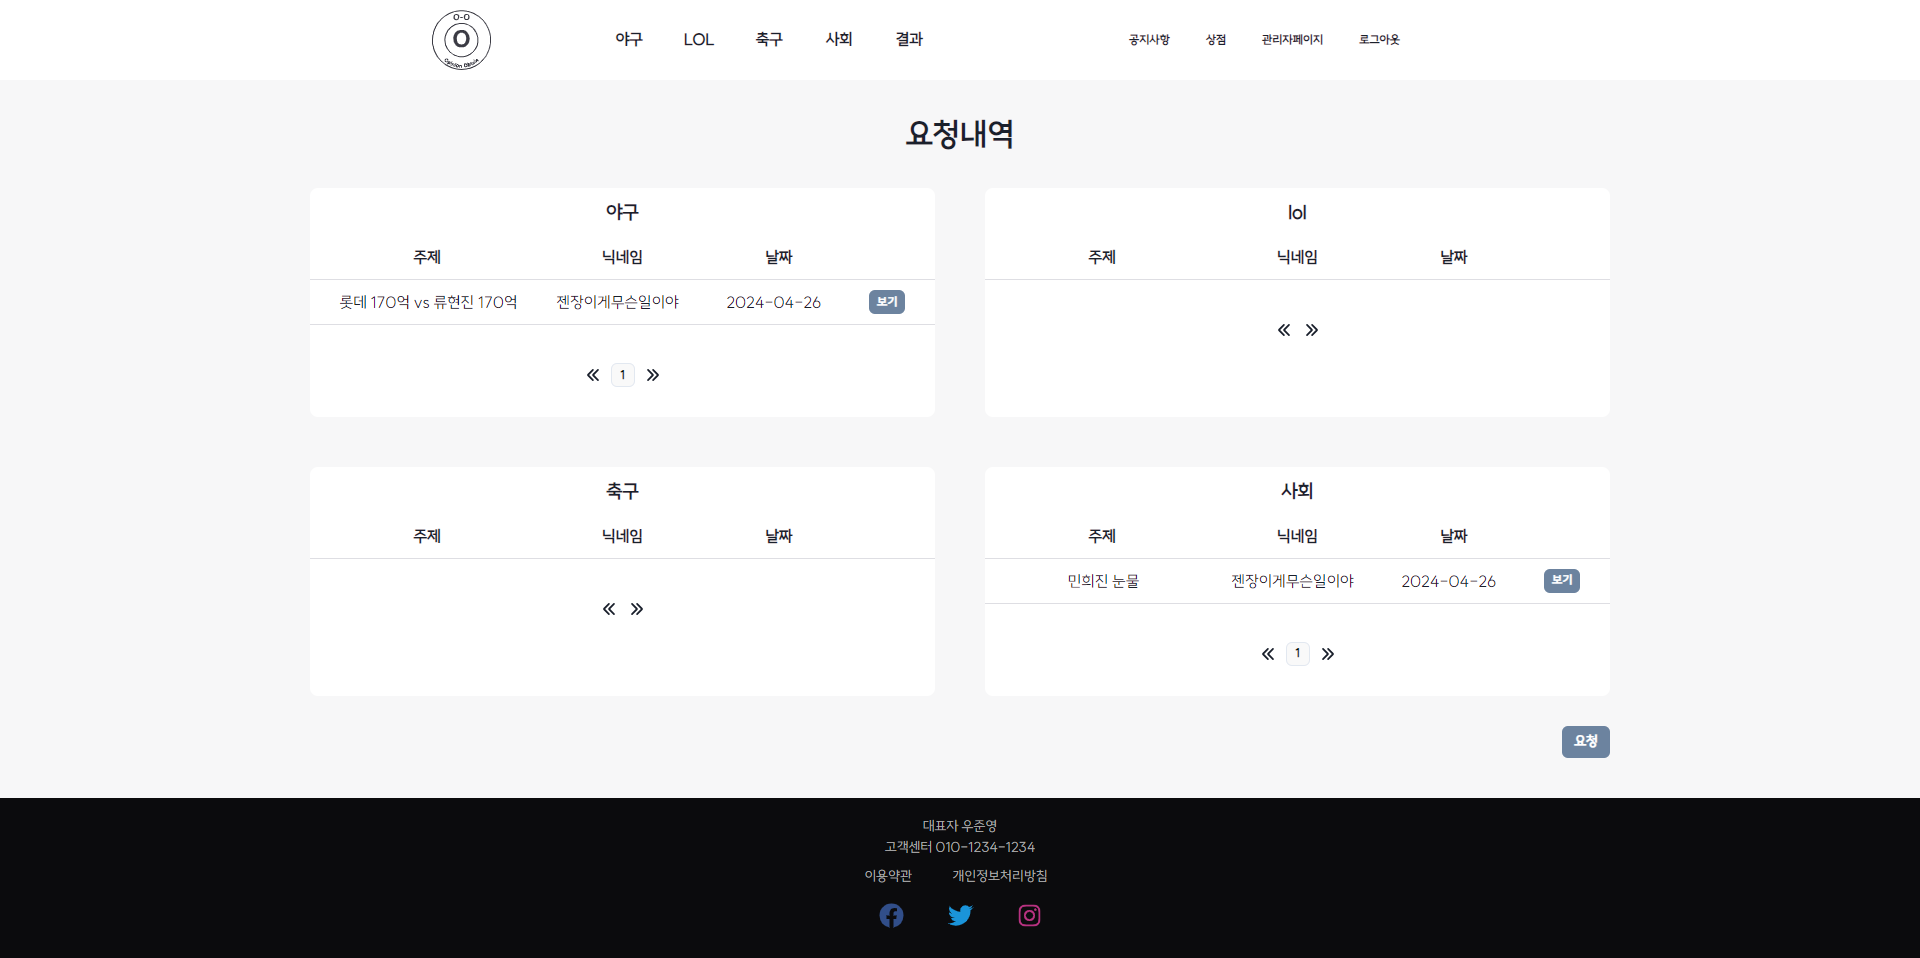 O-O
O
Opinion Debate
야구 LOL 축구 사회 결과
공지사항 상점 관리자페이지 로그아웃
요청내역
야구
주제 닉네임 날짜
롯데 170억 vs 류현진 170억 젠장이게무슨일이야 2024-04-26 보기
1
lol
주제 닉네임 날짜
축구
주제 닉네임 날짜
사회
주제 닉네임 날짜
민희진 눈물 젠장이게무슨일이야 2024-04-26 보기
1
요청
대표자 우준영
고객센터 010-1234-1234
이용약관 개인정보처리방침